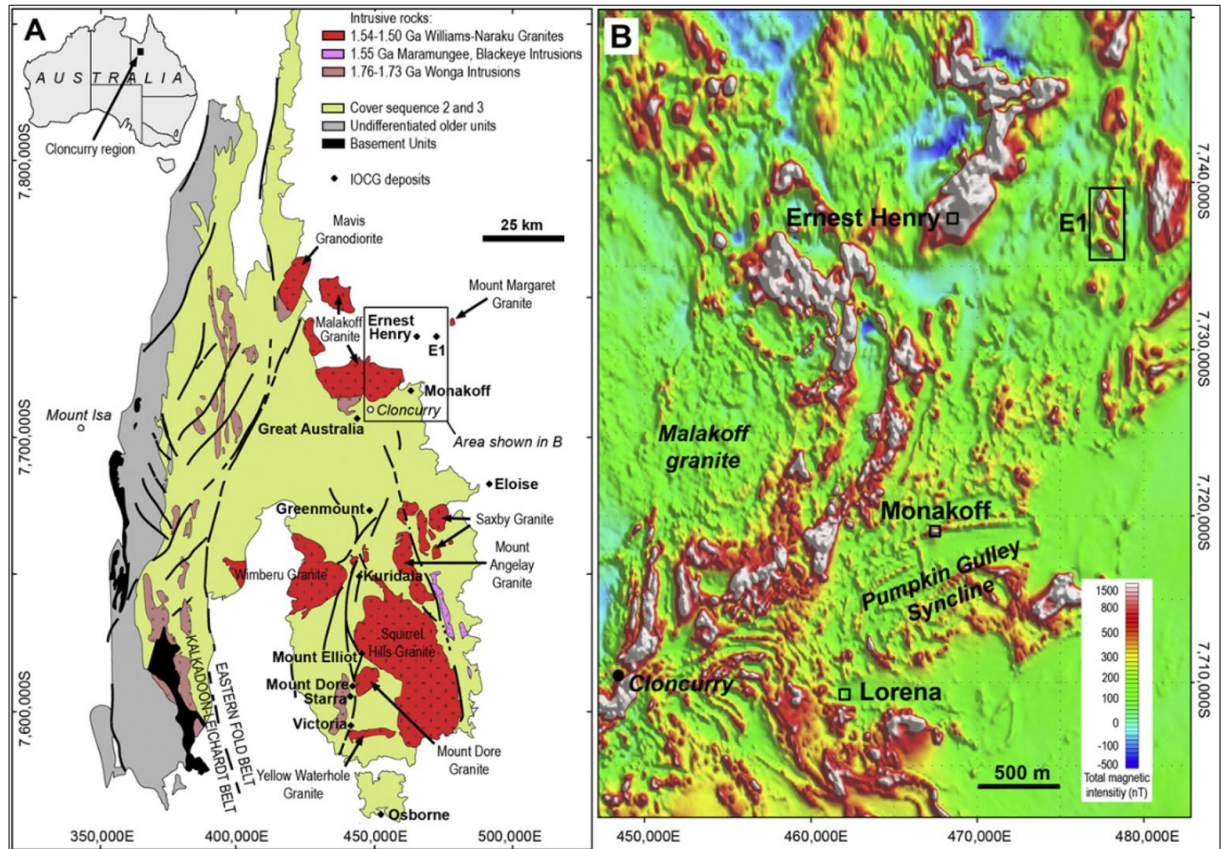 A
AUSTRALIA
Cloncurry region
Intrusive rocks:
1.54-1.50 Ga Williams-Naraku Granites
1.55 Ga Maramungee, Blackeye Intrusions
1.76-1.73 Ga Wonga Intrusions
Cover sequence 2 and 3
Undifferentiated older units
Basement Units
IOCG deposits
25 km
Mavis
Granodiorite
Mount Margaret
Granite
Malakoff
Granite
Ernest
Henry
E1
Monakoff
Cloncurry
Great Australia
Area shown in B
Mount Isa
Eloise
Greenmount
Saxby Granite
Mount
Angelay
Granite
Wimberu Granite
Kuridala
Squirrel
Hills Granite
Mount Elliot
Mount Dore
Starra
Victoria
Mount Dore
Granite
Yellow Waterhole
Granite
Osborne
KALKADOON-LEICHARDT BELT
EASTERN FOLD BELT
7,800,000S
7,700,000S
7,600,000S
350,000E
400,000E
450,000E
500,000E
B
Ernest Henry
E1
Malakoff
granite
Monakoff
Pumpkin Gulley
Syncline
Cloncurry
Lorena
500 m
1500
800
500
400
300
200
100
0
-100
-500
Total magnetic
intensitiy (nT)
7,740,000S
7,730,000S
7,720,000S
7,710,000S
450,000E
460,000E
470,000E
480,000E